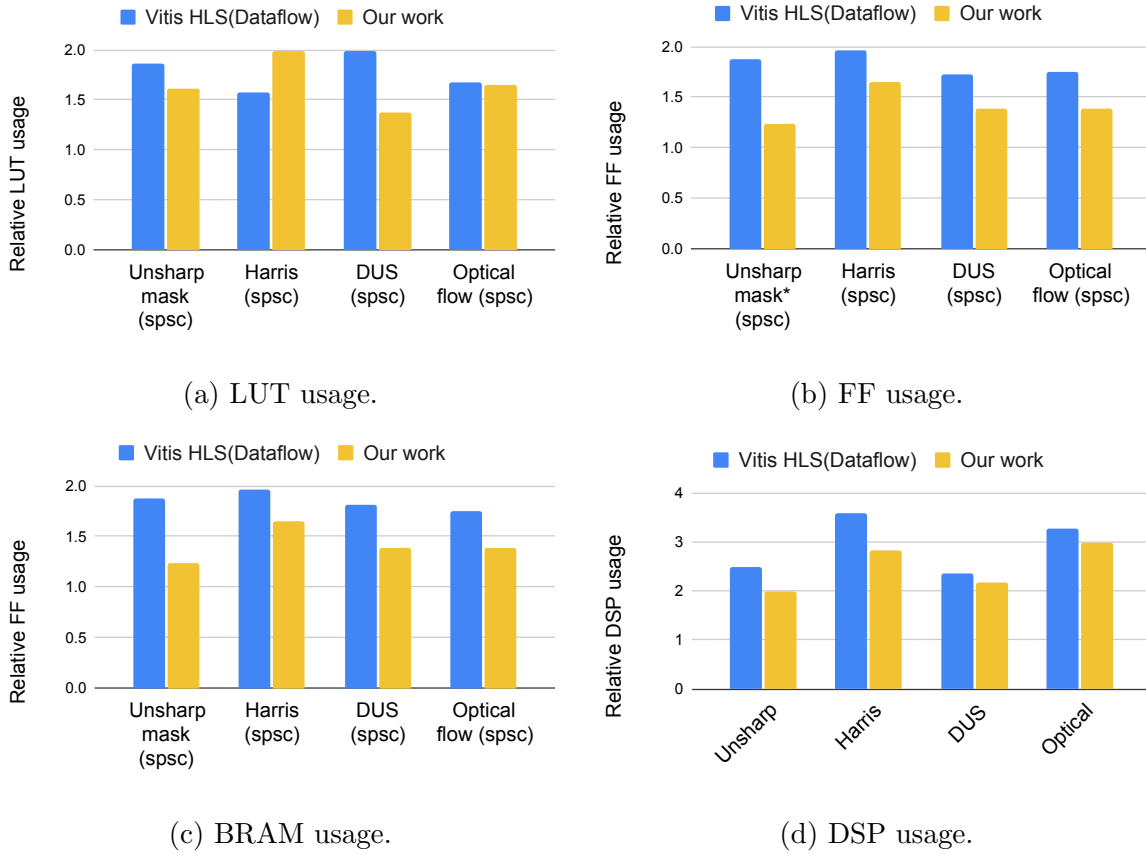 Vitis HLS(Dataflow) Our work
Relative LUT usage
2.0
1.5
1.0
0.5
0.0
Unsharp mask (spsc)
Harris (spsc)
DUS (spsc)
Optical flow (spsc)
(a) LUT usage.
Vitis HLS(Dataflow) Our work
Relative FF usage
2.0
1.5
1.0
0.5
0.0
Unsharp mask* (spsc)
Harris (spsc)
DUS (spsc)
Optical flow (spsc)
(b) FF usage.
Vitis HLS(Dataflow) Our work
Relative FF usage
2.0
1.5
1.0
0.5
0.0
Unsharp mask (spsc)
Harris (spsc)
DUS (spsc)
Optical flow (spsc)
(c) BRAM usage.
Vitis HLS(Dataflow) Our work
Relative DSP usage
4
3
2
1
0
Unsharp
Harris
DUS
Optical
(d) DSP usage.